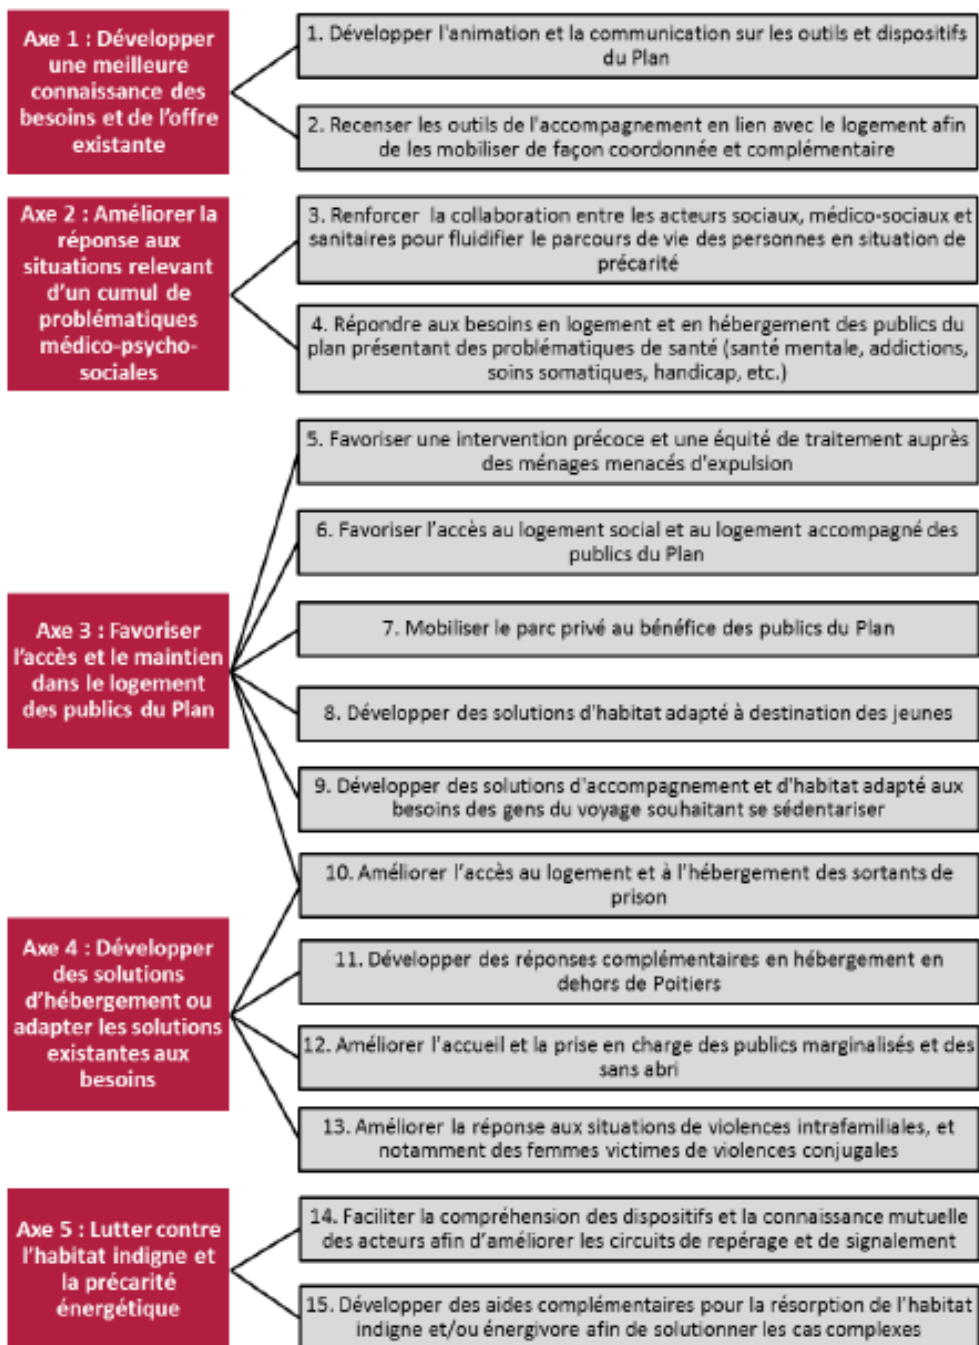 Axe 1 : Développer
une meilleure
connaissance des
besoins et de l'offre
existante
1. Développer l'animation et la communication sur les outils et dispositifs
du Plan
2. Recenser les outils de l'accompagnement en lien avec le logement afin
de les mobiliser de façon coordonnée et complémentaire
Axe 2 : Améliorer la
réponse aux
situations relevant
d'un cumul de
problématiques
médico-psycho-
sociales
3. Renforcer la collaboration entre les acteurs sociaux, médico-sociaux et
sanitaires pour fluidifier le parcours de vie des personnes en situation de
précarité
4. Répondre aux besoins en logement et en hébergement des publics du
plan présentant des problématiques de santé (santé mentale, addictions,
soins somatiques, handicap, etc.)
Axe 3 : Favoriser
l'accès et le maintien
dans le logement
des publics du Plan
5. Favoriser une intervention précoce et une équité de traitement auprès
des ménages menacés d'expulsion
6. Favoriser l'accès au logement social et au logement accompagné des
publics du Plan
7. Mobiliser le parc privé au bénéfice des publics du Plan
8. Développer des solutions d'habitat adapté à destination des jeunes
9. Développer des solutions d'accompagnement et d'habitat adapté aux
besoins des gens du voyage souhaitant se sédentariser
10. Améliorer l'accès au logement et à l'hébergement des sortants de
prison
Axe 4 : Développer
des solutions
d'hébergement ou
adapter les solutions
existantes aux
besoins
11. Développer des réponses complémentaires en hébergement en
dehors de Poitiers
12. Améliorer l'accueil et la prise en charge des publics marginalisés et des
sans abri
13. Améliorer la réponse aux situations de violences intrafamiliales, et
notamment des femmes victimes de violences conjugales
Axe 5 : Lutter contre
l'habitat indigne et
la précarité
énergétique
14. Faciliter la compréhension des dispositifs et la connaissance mutuelle
des acteurs afin d'améliorer les circuits de repérage et de signalement
15. Développer des aides complémentaires pour la résorption de l'habitat
indigne et/ou énergivore afin de solutionner les cas complexes